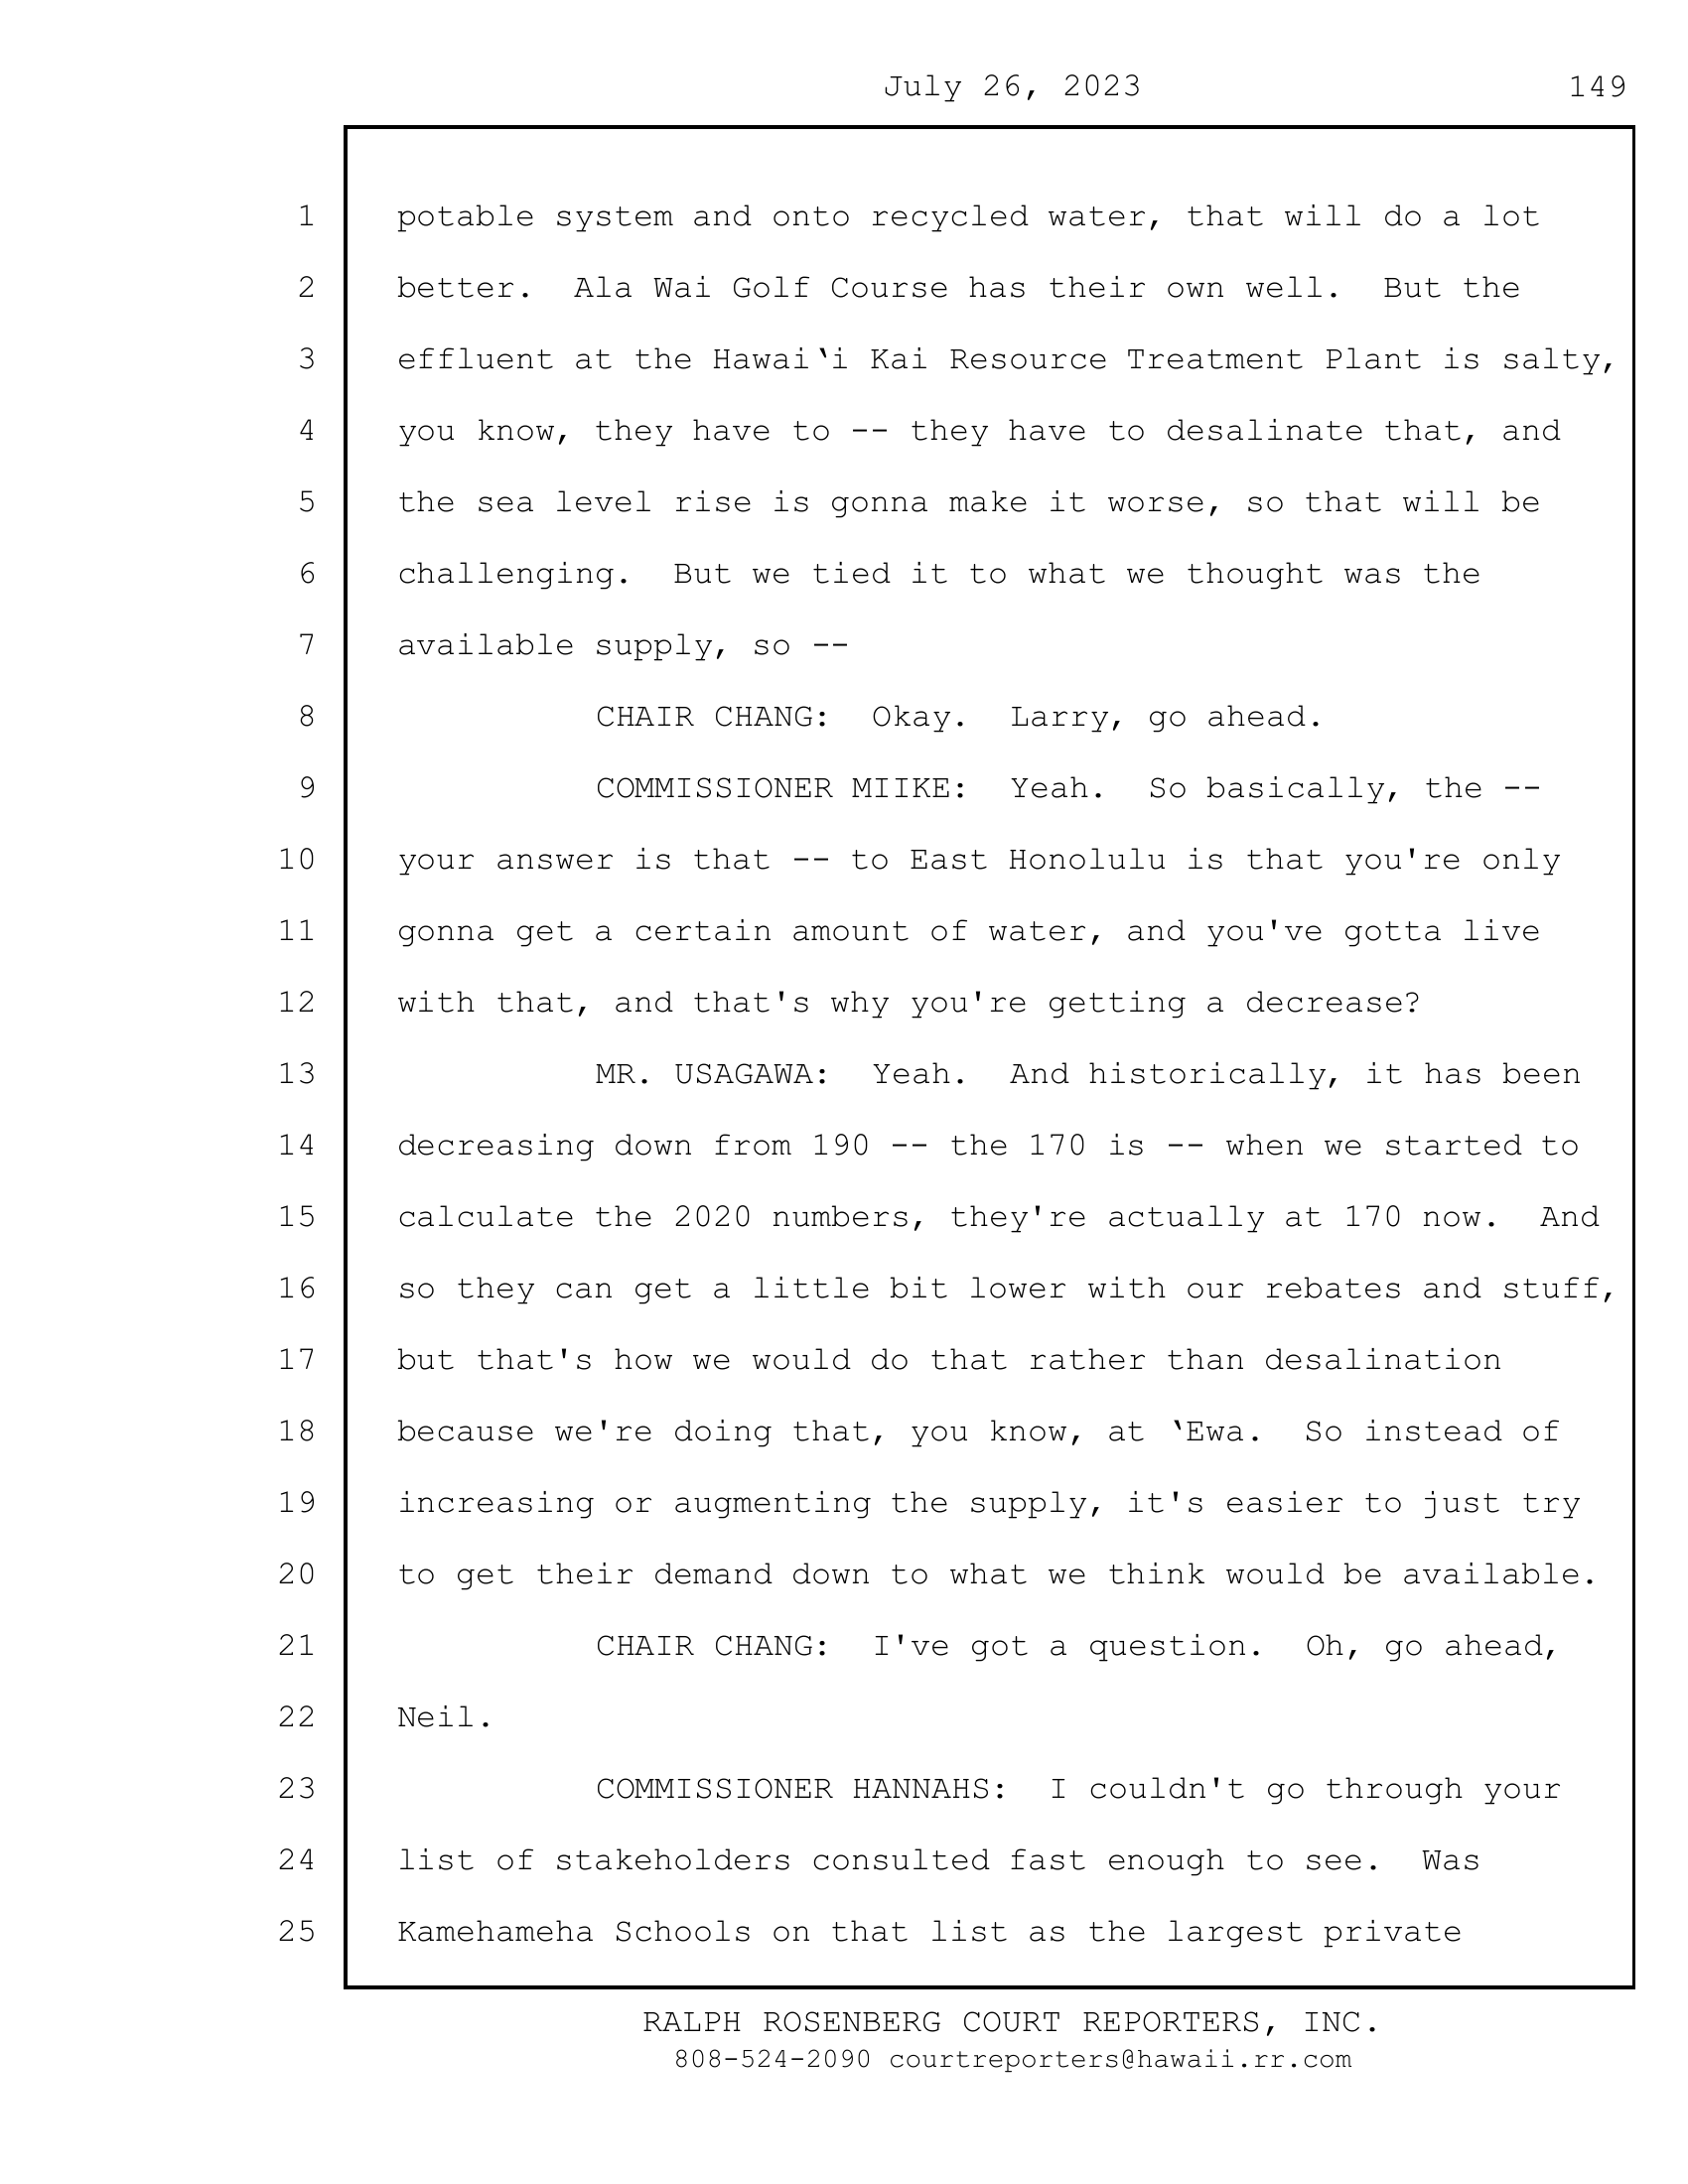 July 26, 2023 149
1 potable system and onto recycled water, that will do a lot
2 better.  Ala Wai Golf Course has their own well.  But the
3 effluent at the Hawai‘i Kai Resource Treatment Plant is salty,
4 you know, they have to -- they have to desalinate that, and
5 the sea level rise is gonna make it worse, so that will be
6 challenging.  But we tied it to what we thought was the
7 available supply, so --
8 CHAIR CHANG:  Okay.  Larry, go ahead.
9 COMMISSIONER MIIKE:  Yeah.  So basically, the --
10 your answer is that -- to East Honolulu is that you're only
11 gonna get a certain amount of water, and you've gotta live
12 with that, and that's why you're getting a decrease?
13 MR. USAGAWA:  Yeah.  And historically, it has been
14 decreasing down from 190 -- the 170 is -- when we started to
15 calculate the 2020 numbers, they're actually at 170 now.  And
16 so they can get a little bit lower with our rebates and stuff,
17 but that's how we would do that rather than desalination
18 because we're doing that, you know, at ‘Ewa.  So instead of
19 increasing or augmenting the supply, it's easier to just try
20 to get their demand down to what we think would be available.
21 CHAIR CHANG:  I've got a question.  Oh, go ahead,
22 Neil.
23 COMMISSIONER HANNAHS:  I couldn't go through your
24 list of stakeholders consulted fast enough to see.  Was
25 Kamehameha Schools on that list as the largest private
RALPH ROSENBERG COURT REPORTERS, INC.
808-524-2090 courtreporters@hawaii.rr.com